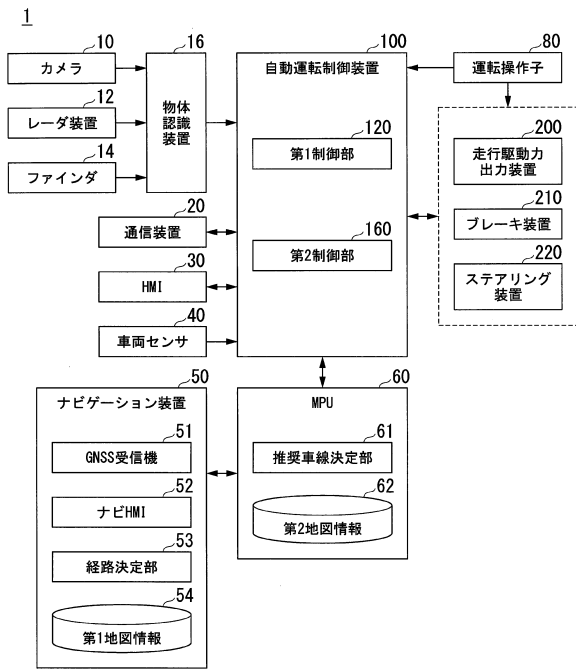 1
10
カメラ
12
レーダ装置
14
ファインダ
16
物体
認識
装置
20
通信装置
30
HMI
40
車両センサ
100
自動運転制御装置
120
第1制御部
160
第2制御部
80
運転操作子
200
走行駆動力
出力装置
210
ブレーキ装置
220
ステアリング
装置
50
ナビゲーション装置
51
GNSS受信機
52
ナビHMI
53
経路決定部
54
第1地図情報
60
MPU
61
推奨車線決定部
62
第2地図情報